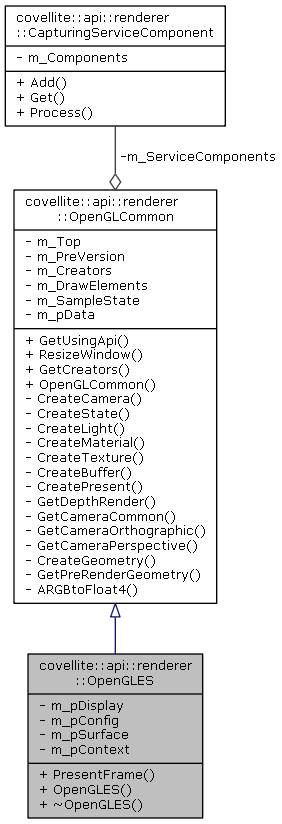 covellite::api::renderer
::CapturingServiceComponent
- m_Components
+ Add()
+ Get()
+ Process()
-m_ServiceComponents
covellite::api::renderer
::OpenGLCommon
- m_Top
- m_PreVersion
- m_Creators
- m_DrawElements
- m_SampleState
- m_pData
+ GetUsingApi()
+ ResizeWindow()
+ GetCreators()
+ OpenGLCommon()
- CreateCamera()
- CreateState()
- CreateLight()
- CreateMaterial()
- CreateTexture()
- CreateBuffer()
- CreatePresent()
- GetDepthRender()
- GetCameraCommon()
- GetCameraOrthographic()
- GetCameraPerspective()
- CreateGeometry()
- GetPreRenderGeometry()
- ARGBtoFloat4()
covellite::api::renderer
::OpenGLES
- m_pDisplay
- m_pConfig
- m_pSurface
- m_pContext
+ PresentFrame()
+ OpenGLES()
+ ~OpenGLES()